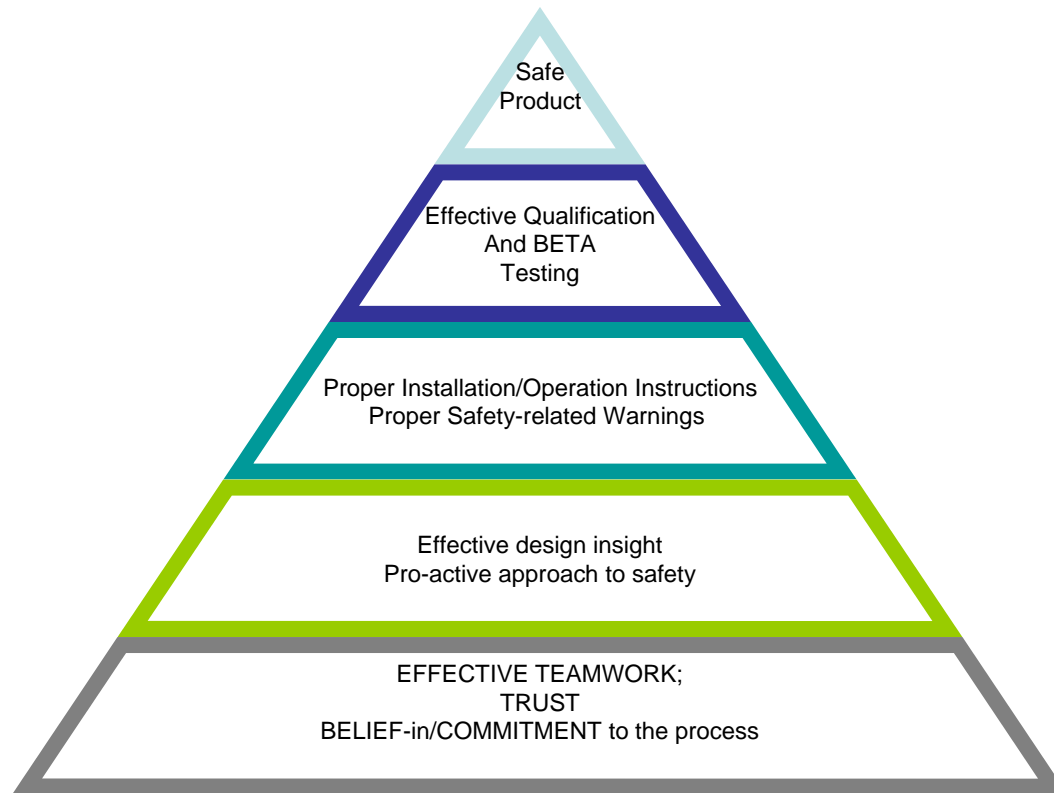 Safe
Product
Effective Qualification
And BETA
Testing
Proper Installation/Operation Instructions
Proper Safety-related Warnings
Effective design insight
Pro-active approach to safety
EFFECTIVE TEAMWORK;
TRUST
BELIEF-in/COMMITMENT to the process